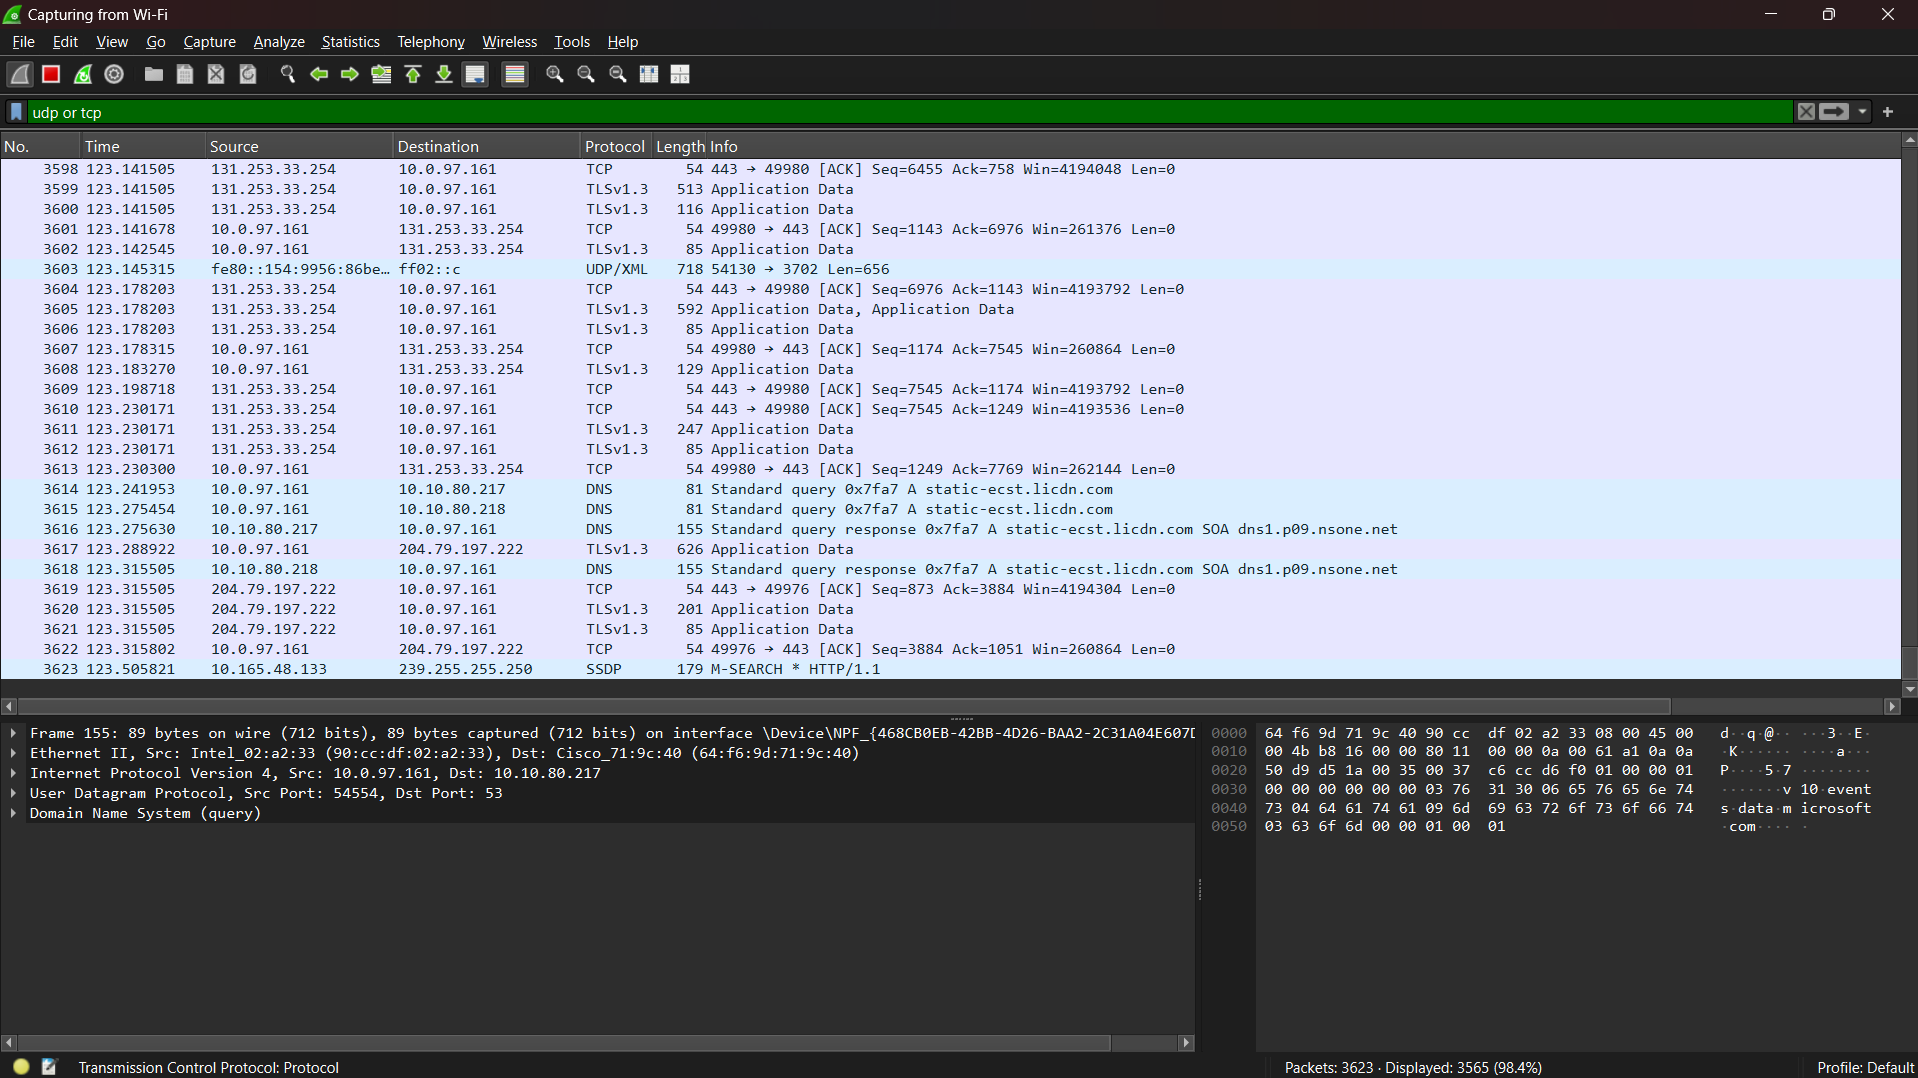 Capturing from Wi-Fi
File Edit View Go Capture Analyze Statistics Telephony Wireless Tools Help
udp or tcp
No. Time Source Destination Protocol Length Info
3598 123.141505 131.253.33.254 10.0.97.161 TCP 54 443 → 49980 [ACK] Seq=6455 Ack=758 Win=4194048 Len=0
3599 123.141505 131.253.33.254 10.0.97.161 TLSv1.3 513 Application Data
3600 123.141505 131.253.33.254 10.0.97.161 TLSv1.3 116 Application Data
3601 123.141678 10.0.97.161 131.253.33.254 TCP 54 49980 → 443 [ACK] Seq=1143 Ack=6976 Win=261376 Len=0
3602 123.142545 10.0.97.161 131.253.33.254 TLSv1.3 85 Application Data
3603 123.145315 fe80::154:9956:86be… ff02::c UDP/XML 718 54130 → 3702 Len=656
3604 123.178203 131.253.33.254 10.0.97.161 TCP 54 443 → 49980 [ACK] Seq=6976 Ack=1143 Win=4193792 Len=0
3605 123.178203 131.253.33.254 10.0.97.161 TLSv1.3 592 Application Data, Application Data
3606 123.178203 131.253.33.254 10.0.97.161 TLSv1.3 85 Application Data
3607 123.178315 10.0.97.161 131.253.33.254 TCP 54 49980 → 443 [ACK] Seq=1174 Ack=7545 Win=260864 Len=0
3608 123.183270 10.0.97.161 131.253.33.254 TLSv1.3 129 Application Data
3609 123.198718 131.253.33.254 10.0.97.161 TCP 54 443 → 49980 [ACK] Seq=7545 Ack=1174 Win=4193792 Len=0
3610 123.230171 131.253.33.254 10.0.97.161 TCP 54 443 → 49980 [ACK] Seq=7545 Ack=1249 Win=4193536 Len=0
3611 123.230171 131.253.33.254 10.0.97.161 TLSv1.3 247 Application Data
3612 123.230171 131.253.33.254 10.0.97.161 TLSv1.3 85 Application Data
3613 123.230300 10.0.97.161 131.253.33.254 TCP 54 49980 → 443 [ACK] Seq=1249 Ack=7769 Win=262144 Len=0
3614 123.241953 10.0.97.161 10.10.80.217 DNS 81 Standard query 0x7fa7 A static-ecst.licdn.com
3615 123.275454 10.0.97.161 10.10.80.218 DNS 81 Standard query 0x7fa7 A static-ecst.licdn.com
3616 123.275630 10.10.80.217 10.0.97.161 DNS 155 Standard query response 0x7fa7 A static-ecst.licdn.com SOA dns1.p09.nsone.net
3617 123.288922 10.0.97.161 204.79.197.222 TLSv1.3 626 Application Data
3618 123.315505 10.10.80.218 10.0.97.161 DNS 155 Standard query response 0x7fa7 A static-ecst.licdn.com SOA dns1.p09.nsone.net
3619 123.315505 204.79.197.222 10.0.97.161 TCP 54 443 → 49976 [ACK] Seq=873 Ack=3884 Win=4194304 Len=0
3620 123.315505 204.79.197.222 10.0.97.161 TLSv1.3 201 Application Data
3621 123.315505 204.79.197.222 10.0.97.161 TLSv1.3 85 Application Data
3622 123.315802 10.0.97.161 204.79.197.222 TCP 54 49976 → 443 [ACK] Seq=3884 Ack=1051 Win=260864 Len=0
3623 123.505821 10.165.48.133 239.255.255.250 SSDP 179 M-SEARCH * HTTP/1.1
Frame 155: 89 bytes on wire (712 bits), 89 bytes captured (712 bits) on interface \Device\NPF_{468CB0EB-42BB-4D26-BAA2-2C31A04E607D
Ethernet II, Src: Intel_02:a2:33 (90:cc:df:02:a2:33), Dst: Cisco_71:9c:40 (64:f6:9d:71:9c:40)
Internet Protocol Version 4, Src: 10.0.97.161, Dst: 10.10.80.217
User Datagram Protocol, Src Port: 54554, Dst Port: 53
Domain Name System (query)
0000 64 f6 9d 71 9c 40 90 cc df 02 a2 33 08 00 45 00 d··q·@·· ···3··E·
0010 00 4b b8 16 00 00 80 11 00 00 0a 00 61 a1 0a 0a ·K······ ····a···
0020 50 d9 d5 1a 00 35 00 37 c6 cc d6 f0 01 00 00 01 P····5·7 ········
0030 00 00 00 00 00 00 03 76 31 30 06 65 76 65 6e 74 ·······v 10·event
0040 73 04 64 61 74 61 09 6d 69 63 72 6f 73 6f 66 74 s·data·m icrosoft
0050 03 63 6f 6d 00 00 01 00 01 ·com···· ·
Transmission Control Protocol: Protocol
Packets: 3623 · Displayed: 3565 (98.4%)
Profile: Default